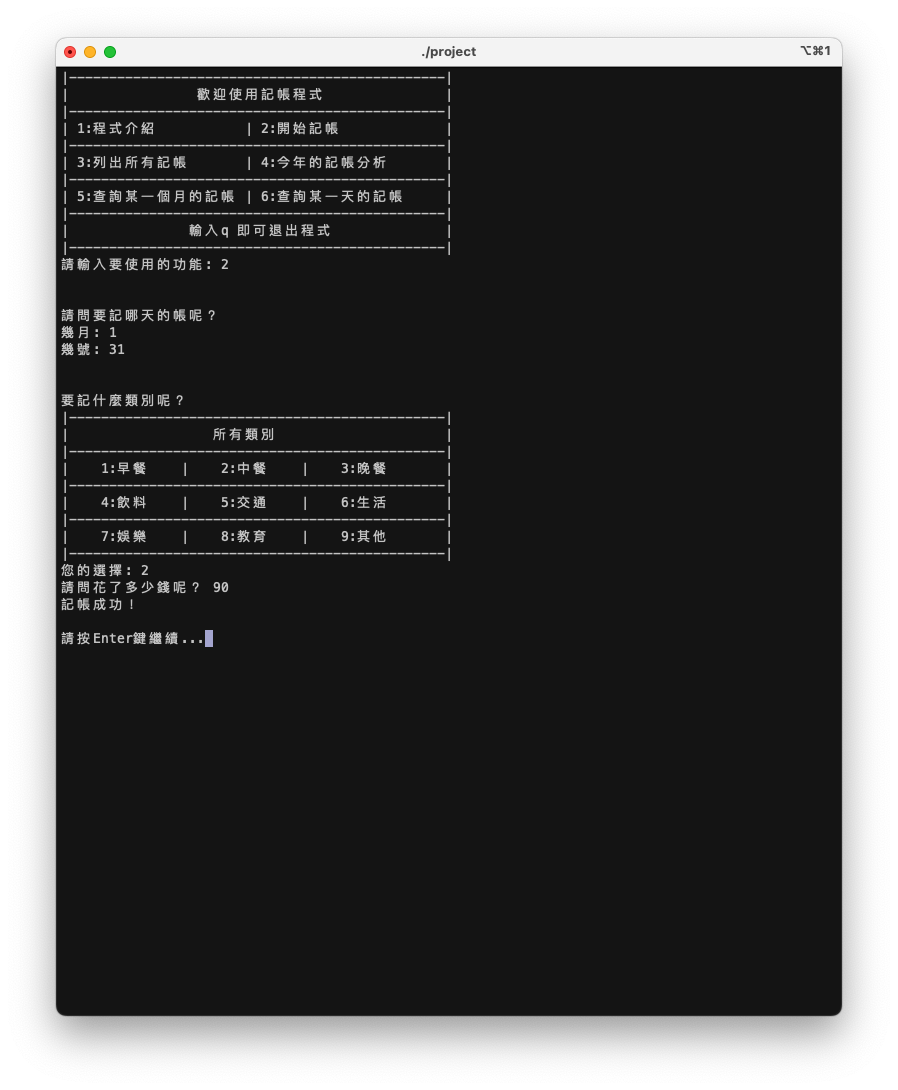 ./project
⌥⌘1
|-----------------------------------------------|
|                歡迎使用記帳程式               |
|-----------------------------------------------|
| 1:程式介紹           | 2:開始記帳             |
|-----------------------------------------------|
| 3:列出所有記帳       | 4:今年的記帳分析       |
|-----------------------------------------------|
| 5:查詢某一個月的記帳 | 6:查詢某一天的記帳     |
|-----------------------------------------------|
|               輸入q 即可退出程式              |
|-----------------------------------------------|
請輸入要使用的功能: 2
請問要記哪天的帳呢？
幾月: 1
幾號: 31
要記什麼類別呢？
|-----------------------------------------------|
|                  所有類別                     |
|-----------------------------------------------|
|    1:早餐    |    2:中餐    |    3:晚餐       |
|-----------------------------------------------|
|    4:飲料    |    5:交通    |    6:生活       |
|-----------------------------------------------|
|    7:娛樂    |    8:教育    |    9:其他       |
|-----------------------------------------------|
您的選擇: 2
請問花了多少錢呢？ 90
記帳成功！
請按Enter鍵繼續...